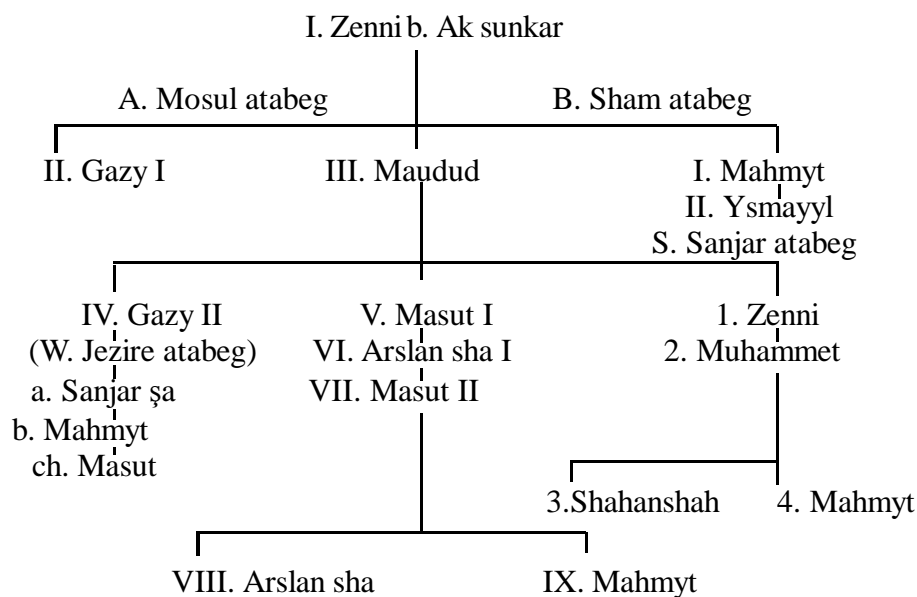 I. Zenni b. Ak sunkar
A. Mosul atabeg
B. Sham atabeg
II. Gazy I
III. Maudud
I. Mahmyt
II. Ysmayyl
S. Sanjar atabeg
IV. Gazy II
V. Masut I
1. Zenni
(W. Jezire atabeg)
VI. Arslan sha I
2. Muhammet
a. Sanjar şa
VII. Masut II
b. Mahmyt
ch. Masut
3.Shahanshah
4. Mahmyt
VIII. Arslan sha
IX. Mahmyt